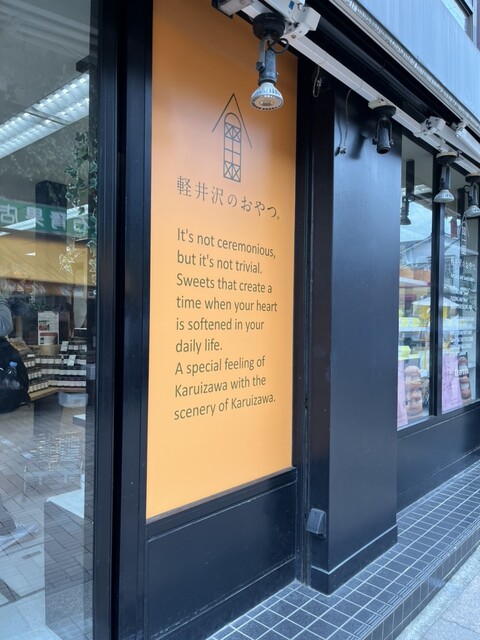 軽井沢のおやつ。
It's not ceremonious,
but it's not trivial.
Sweets that create a
time when your heart
is softened in your
daily life.
A special feeling of
Karuizawa with the
scenery of Karuizawa.